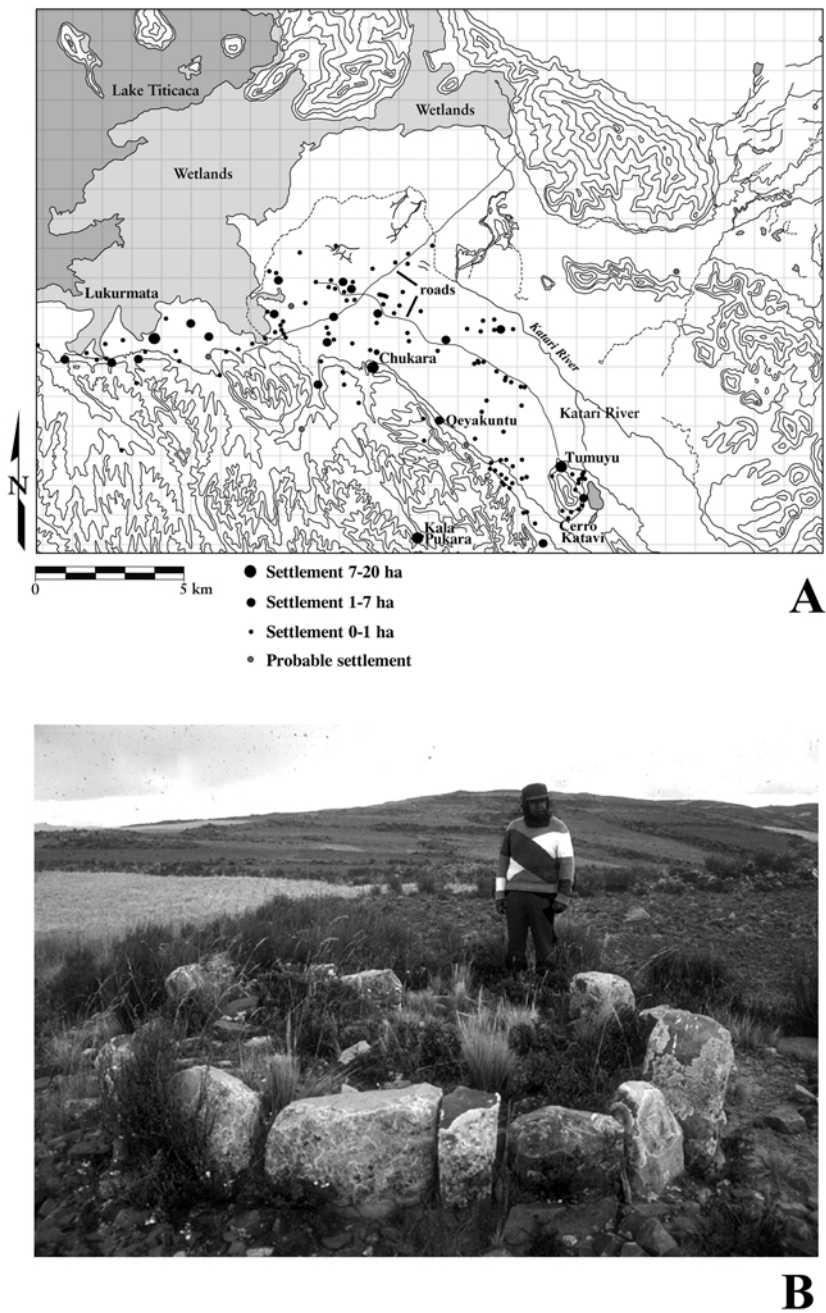 Lake Titicaca
Wetlands
Wetlands
Lukurmata
roads
Katari River
Chukara
Katari River
Qeyakuntu
Tumuyu
Kala
Pukara
Cerro
Katavi
N
0
5 km
Settlement 7-20 ha
Settlement 1-7 ha
Settlement 0-1 ha
Probable settlement
A
B